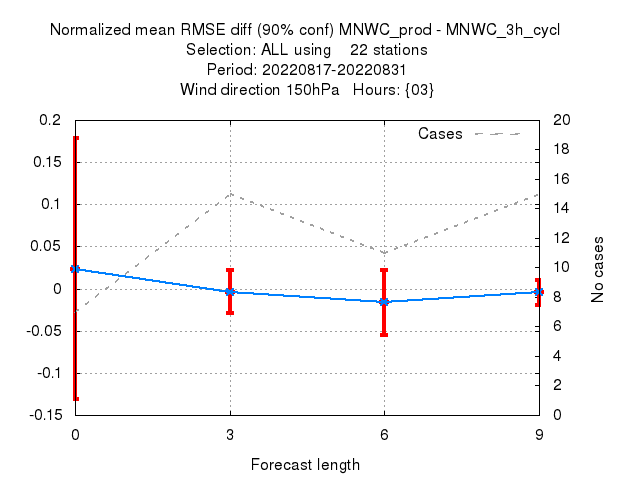 Normalized mean RMSE diff (90% conf) MNWC_prod - MNWC_3h_cycl
Selection: ALL using    22 stations
Period: 20220817-20220831
Wind direction 150hPa   Hours: {03}
0.2
0.15
0.1
0.05
0
-0.05
-0.1
-0.15
Cases
20
18
16
14
12
10
8
6
4
2
0
No cases
0 3 6 9
Forecast length